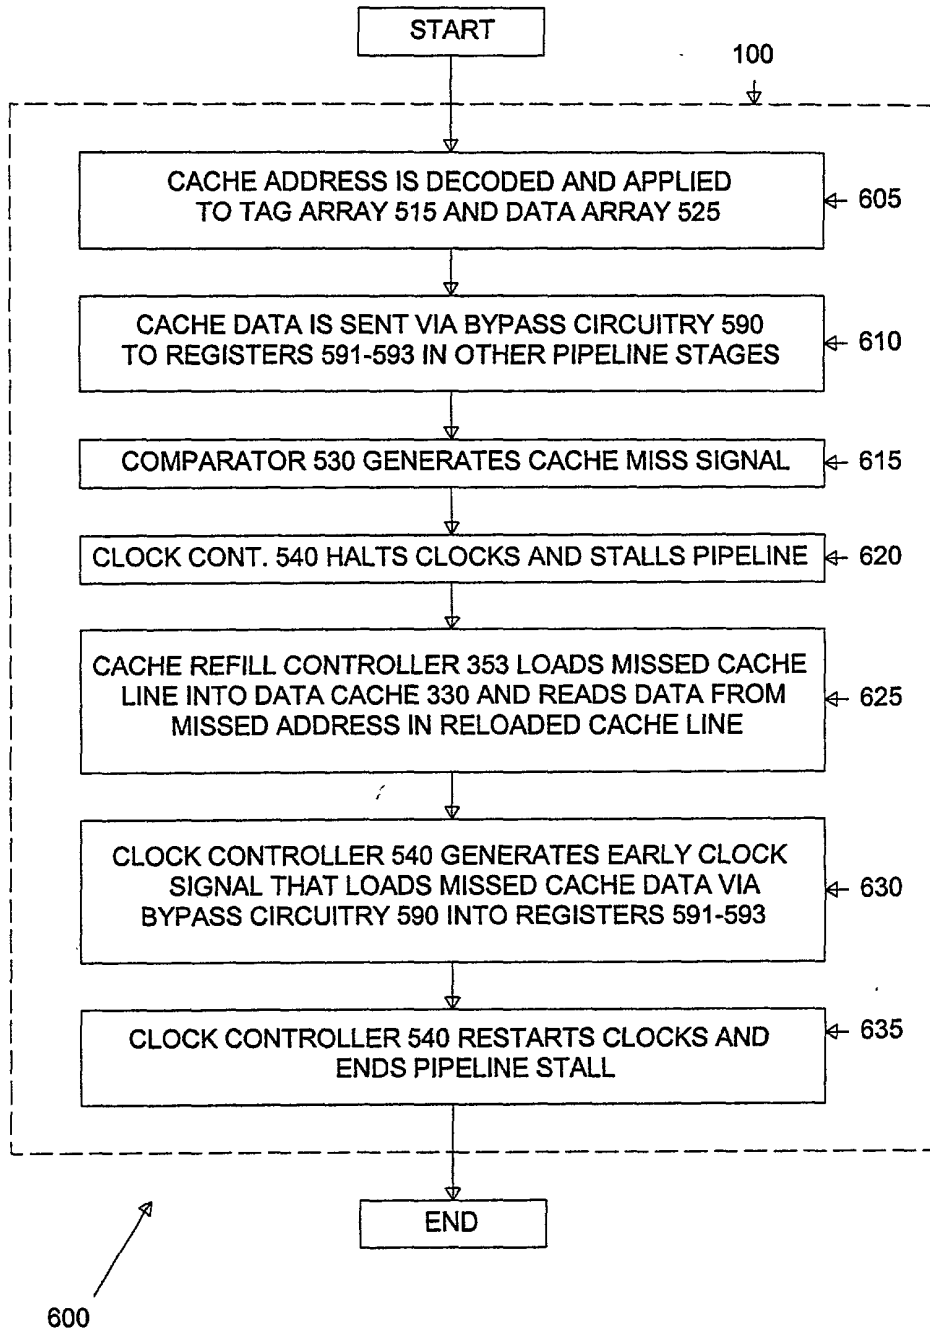 START
100
CACHE ADDRESS IS DECODED AND APPLIED
TO TAG ARRAY 515 AND DATA ARRAY 525
605
CACHE DATA IS SENT VIA BYPASS CIRCUITRY 590
TO REGISTERS 591-593 IN OTHER PIPELINE STAGES
610
COMPARATOR 530 GENERATES CACHE MISS SIGNAL
615
CLOCK CONT. 540 HALTS CLOCKS AND STALLS PIPELINE
620
CACHE REFILL CONTROLLER 353 LOADS MISSED CACHE
LINE INTO DATA CACHE 330 AND READS DATA FROM
MISSED ADDRESS IN RELOADED CACHE LINE
625
CLOCK CONTROLLER 540 GENERATES EARLY CLOCK
SIGNAL THAT LOADS MISSED CACHE DATA VIA
BYPASS CIRCUITRY 590 INTO REGISTERS 591-593
630
CLOCK CONTROLLER 540 RESTARTS CLOCKS AND
ENDS PIPELINE STALL
635
END
600